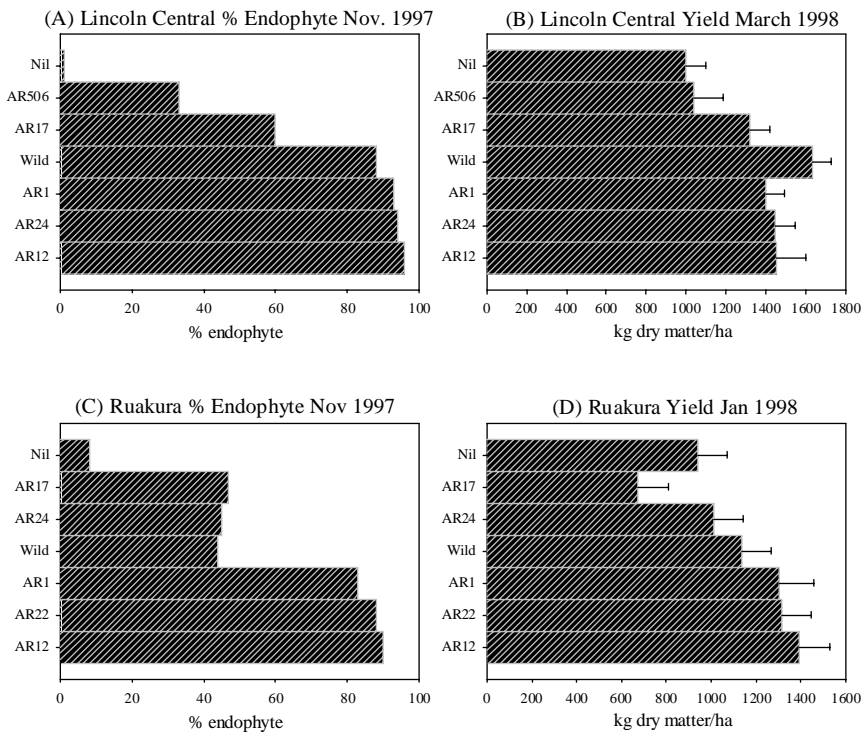 (A) Lincoln Central % Endophyte Nov. 1997
Nil
AR506
AR17
Wild
AR1
AR24
AR12
0 20 40 60 80 100
% endophyte
(B) Lincoln Central Yield March 1998
Nil
AR506
AR17
Wild
AR1
AR24
AR12
0 200 400 600 800 1000 1200 1400 1600 1800
kg dry matter/ha
(C) Ruakura % Endophyte Nov 1997
Nil
AR17
AR24
Wild
AR1
AR22
AR12
0 20 40 60 80 100
% endophyte
(D) Ruakura Yield Jan 1998
Nil
AR17
AR24
Wild
AR1
AR22
AR12
0 200 400 600 800 1000 1200 1400 1600
kg dry matter/ha